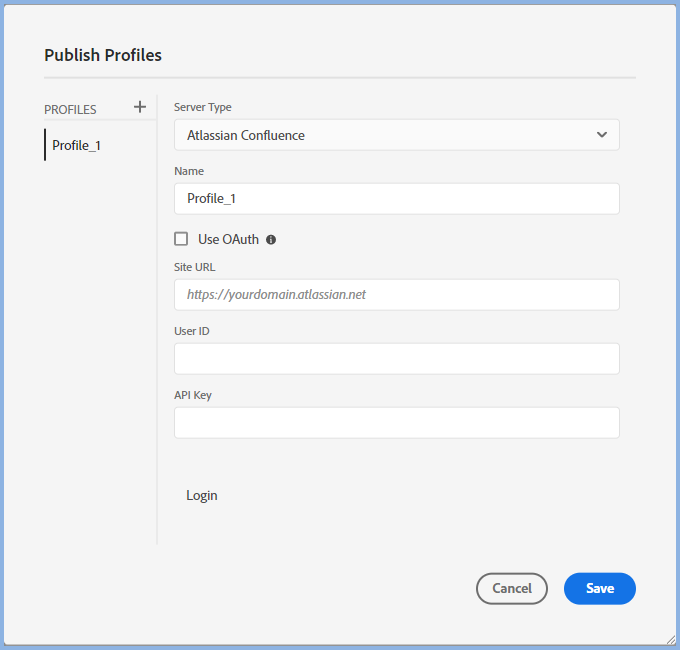 Publish Profiles
PROFILES
Profile_1
Server Type
Atlassian Confluence
Name
Profile_1
Use OAuth
Site URL
https://yourdomain.atlassian.net
User ID
API Key
Login
Cancel
Save